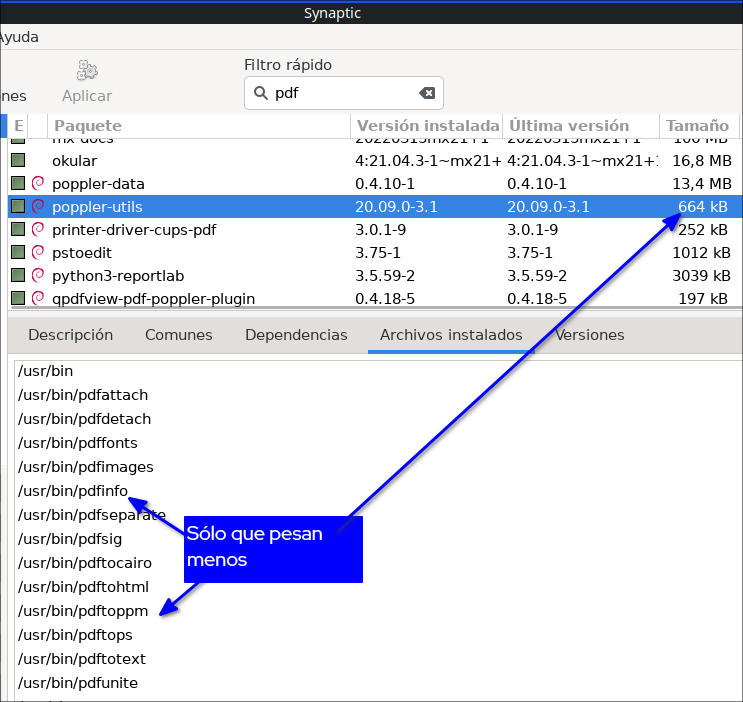 Synaptic
Ayuda
Filtro rápido
nes Aplicar pdf
E Paquete Versión instalada Última versión Tamaño
mx-docs 20220315mx21+1 20220315mx21+1 106 MB
okular 4:21.04.3-1~mx21+ 4:21.04.3-1~mx21+1 16,8 MB
poppler-data 0.4.10-1 0.4.10-1 13,4 MB
poppler-utils 20.09.0-3.1 20.09.0-3.1 664 kB
printer-driver-cups-pdf 3.0.1-9 3.0.1-9 252 kB
pstoedit 3.75-1 3.75-1 1012 kB
python3-reportlab 3.5.59-2 3.5.59-2 3039 kB
qpdfview-pdf-poppler-plugin 0.4.18-5 0.4.18-5 197 kB
Descripción Comunes Dependencias Archivos instalados Versiones
/usr/bin
/usr/bin/pdfattach
/usr/bin/pdfdetach
/usr/bin/pdffonts
/usr/bin/pdfimages
/usr/bin/pdfinfo
/usr/bin/pdfseparate
/usr/bin/pdfsig
/usr/bin/pdftocairo
/usr/bin/pdftohtml
/usr/bin/pdftoppm
/usr/bin/pdftops
/usr/bin/pdftotext
/usr/bin/pdfunite
Sólo que pesan
menos